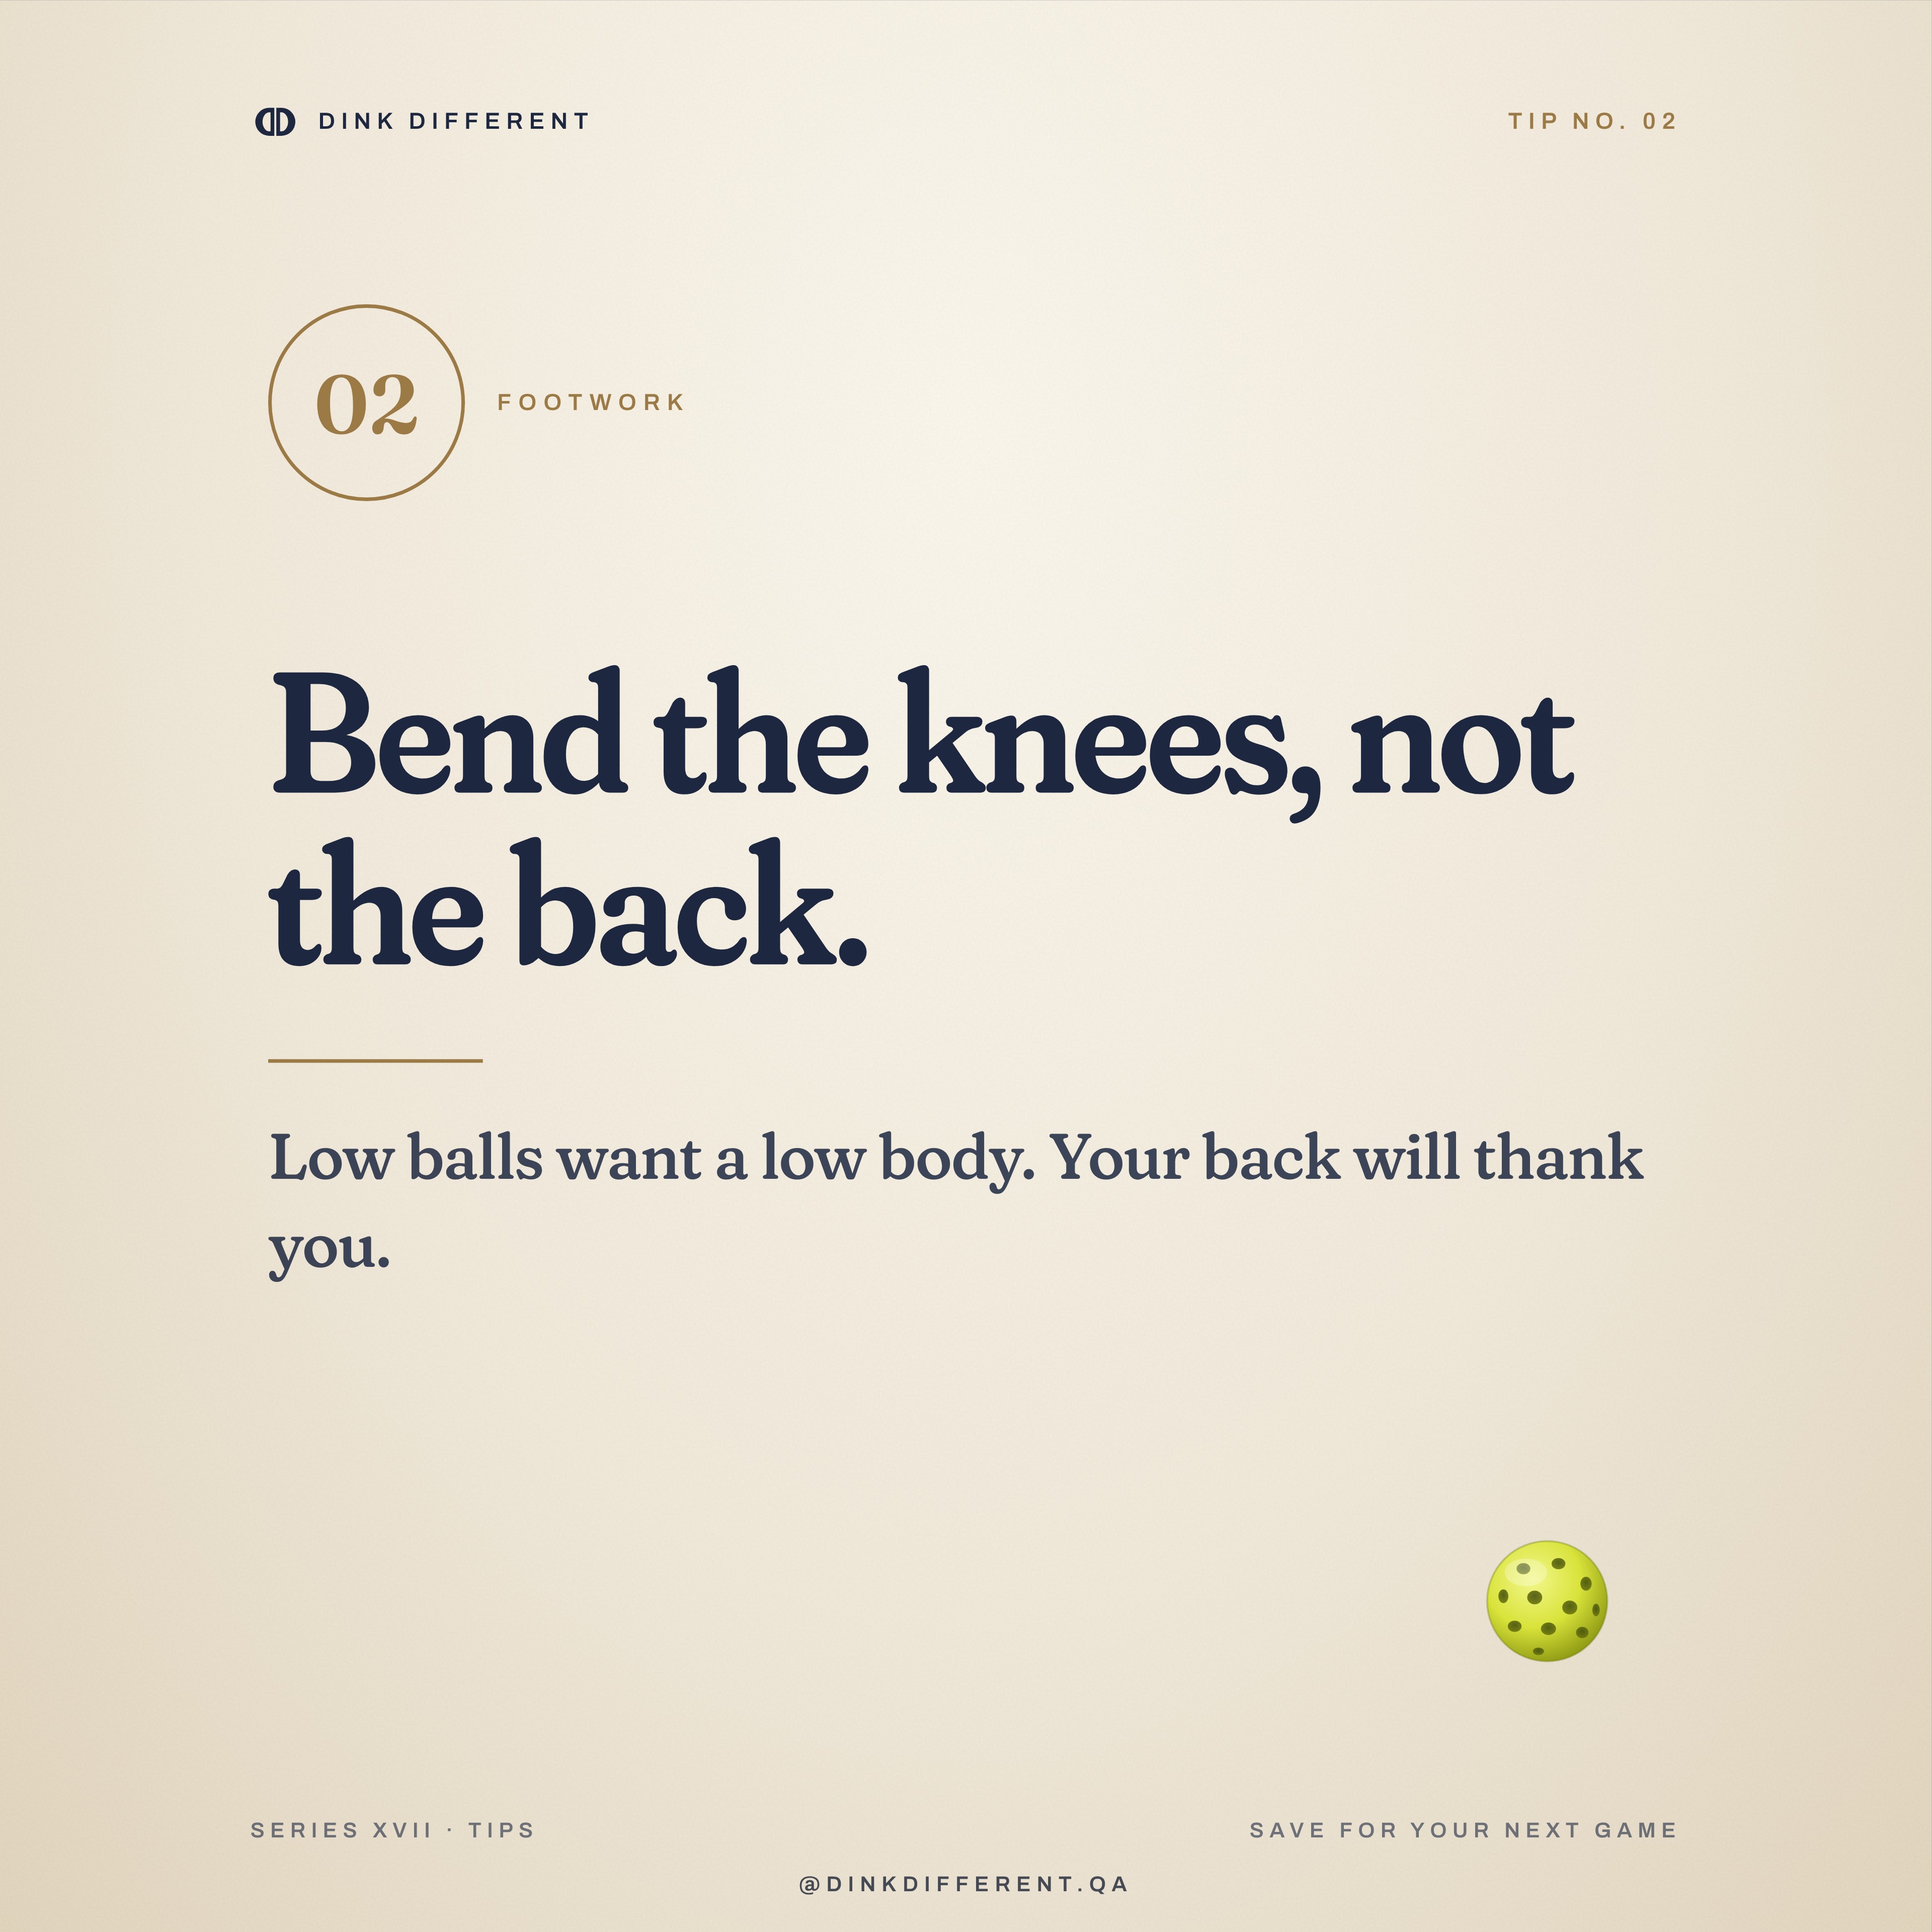 DINK DIFFERENT
TIP NO. 02
02
FOOTWORK
Bend the knees, not
the back.
Low balls want a low body. Your back will thank
you.
SERIES XVII · TIPS
SAVE FOR YOUR NEXT GAME
@DINKDIFFERENT.QA